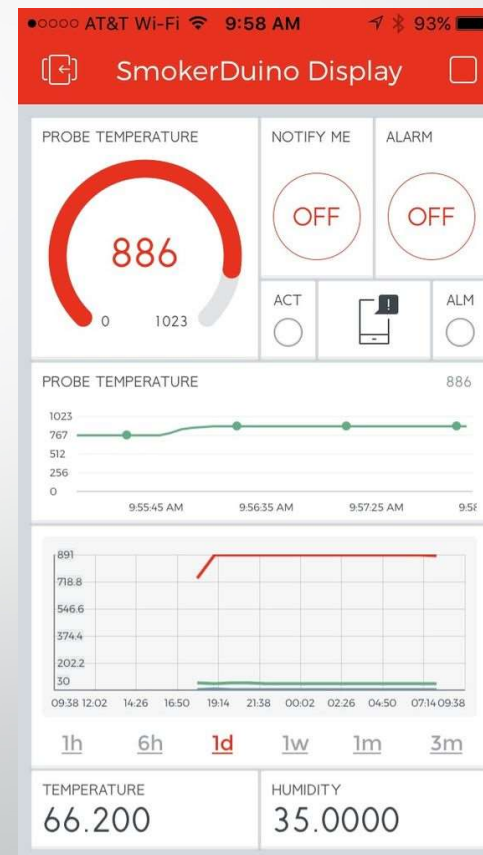 AT&T Wi-Fi 9:58 AM 93%
SmokerDuino Display
PROBE TEMPERATURE
886
0 1023
NOTIFY ME
OFF
ALARM
OFF
ACT
!
ALM
PROBE TEMPERATURE 886
1023
767
512
256
0
9:55:45 AM 9:56:35 AM 9:57:25 AM 9:58
891
718.8
546.6
374.4
202.2
30
09:38 12:02 14:26 16:50 19:14 21:38 00:02 02:26 04:50 07:14 09:38
1h 6h 1d 1w 1m 3m
TEMPERATURE
66.200
HUMIDITY
35.0000